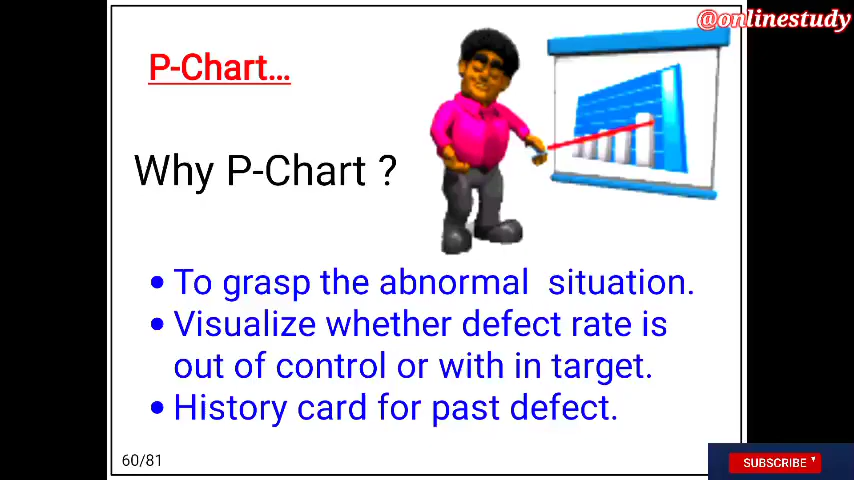 @onlinestudy
P-Chart...
Why P-Chart ?
• To grasp the abnormal situation.
• Visualize whether defect rate is
out of control or with in target.
• History card for past defect.
60/81
SUBSCRIBE